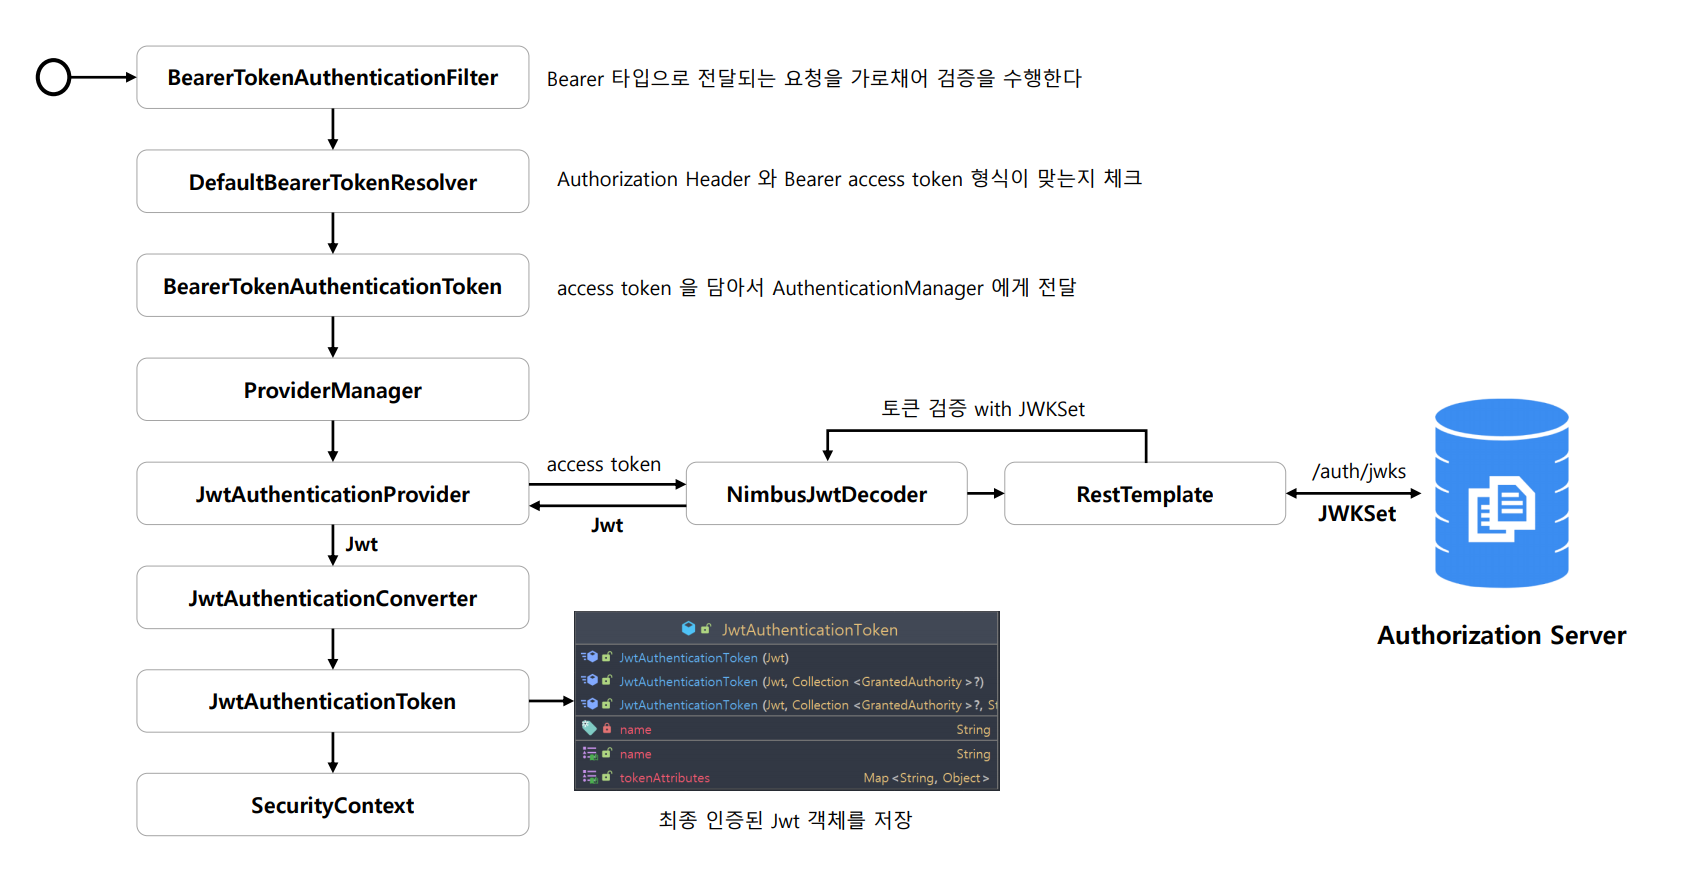 BearerTokenAuthenticationFilter
Bearer 타입으로 전달되는 요청을 가로채어 검증을 수행한다
DefaultBearerTokenResolver
Authorization Header 와 Bearer access token 형식이 맞는지 체크
BearerTokenAuthenticationToken
access token 을 담아서 AuthenticationManager 에게 전달
ProviderManager
토큰 검증 with JWKSet
JwtAuthenticationProvider
access token
Jwt
NimbusJwtDecoder
RestTemplate
/auth/jwks
JWKSet
Authorization Server
Jwt
JwtAuthenticationConverter
JwtAuthenticationToken
JwtAuthenticationToken
JwtAuthenticationToken (Jwt)
JwtAuthenticationToken (Jwt, Collection <GrantedAuthority >?)
JwtAuthenticationToken (Jwt, Collection <GrantedAuthority >?, St
name String
name String
tokenAttributes Map <String, Object>
최종 인증된 Jwt 객체를 저장
SecurityContext